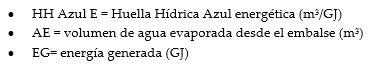 • HH Azul E = Huella Hídrica Azul energética (m³/GJ)
• AE = volumen de agua evaporada desde el embalse (m³)
• EG= energía generada (GJ)